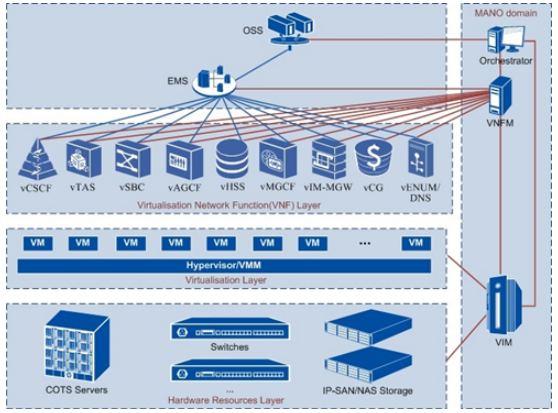 MANO domain
OSS
Orchestrator
EMS
VNFM
vCSCF
vTAS
vSBC
vAGCF
vHSS
vMGCF
vIM-MGW
vCG
vENUM/
DNS
Virtualisation Network Function(VNF) Layer
VM VM VM VM VM VM VM ... VM
Hypervisor/VMM
Virtualisation Layer
VIM
Switches
...
COTS Servers
IP-SAN/NAS Storage
Hardware Resources Layer